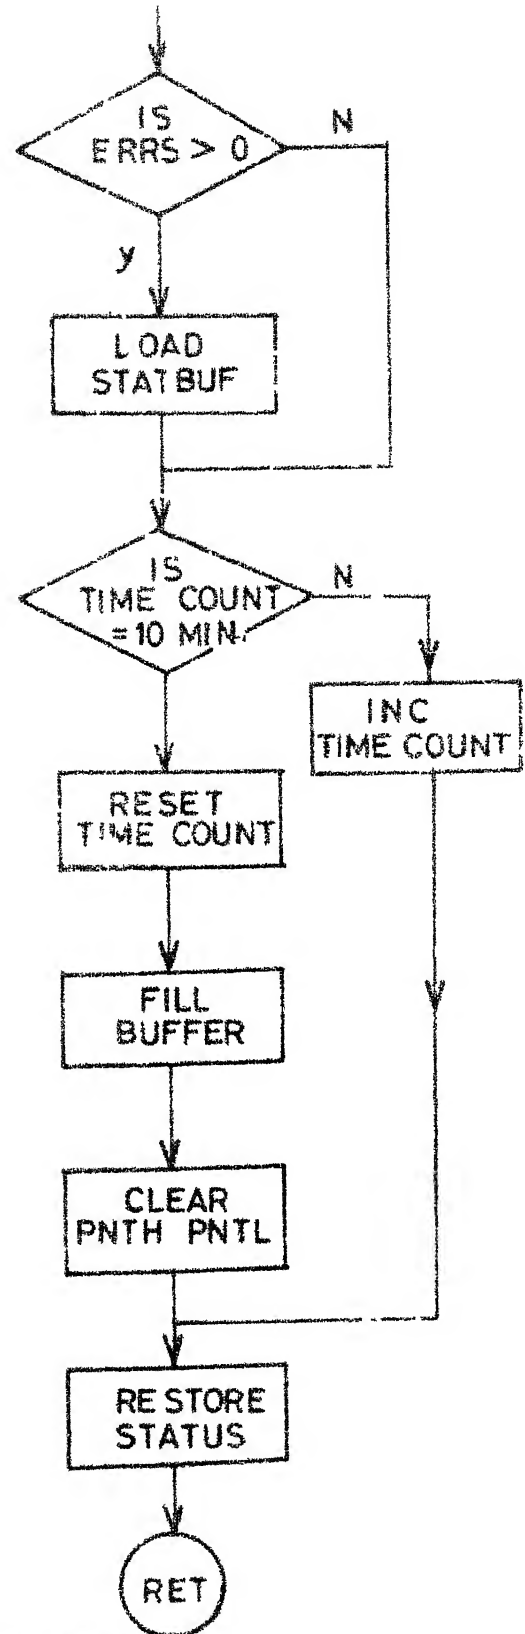 IS
ERRS > 0
N
y
LOAD
STATBUF
IS
TIME COUNT
=10 MIN.
N
INC
TIME COUNT
RESET
TIME COUNT
FILL
BUFFER
CLEAR
PNTH PNTL
RESTORE
STATUS
RET